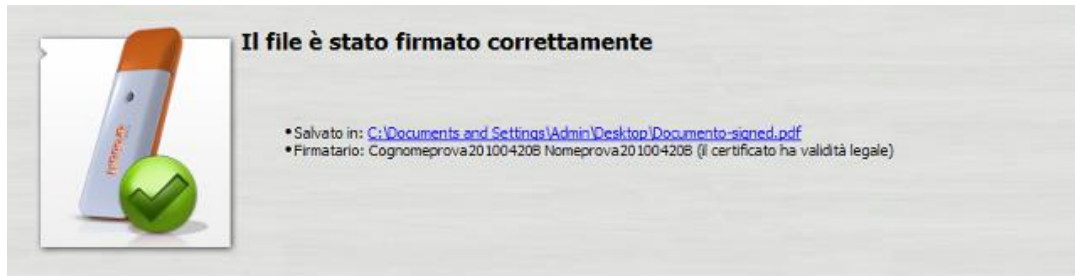 Il file è stato firmato correttamente
• Salvato in: C:\Documents and Settings\Admin\Desktop\Documento-signed.pdf
• Firmatario: Cognomeprova20100420B Nomeprova20100420B (il certificato ha validità legale)